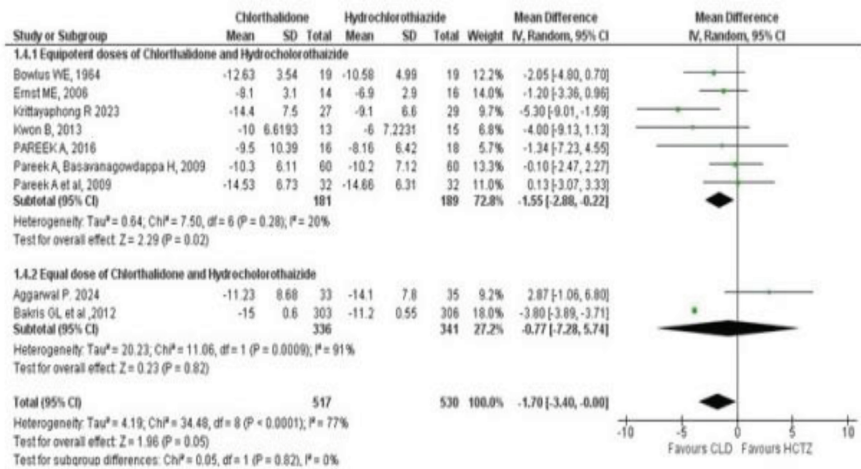 Chlorthalidone Hydrochlorothiazide Mean Difference Mean Difference
Study or Subgroup Mean SD Total Mean SD Total Weight IV, Random, 95% CI IV, Random, 95% CI
1.4.1 Equipotent doses of Chlorthalidone and Hydrocholorothaizide
Bowlus WE, 1964 -12.63 3.54 19 -10.58 4.99 19 12.2% -2.05 [-4.80, 0.70]
Ernst ME, 2006 -8.1 3.1 14 -6.9 2.9 16 14.5% -1.20 [-3.36, 0.96]
Krittayaphong R 2023 -14.4 7.5 27 -9.1 6.6 29 9.7% -5.30 [-9.01, -1.59]
Kwon B, 2013 -10 6.6193 13 -6 7.2231 15 6.8% -4.00 [-9.13, 1.13]
PAREEK A, 2016 -9.5 10.39 16 -8.16 6.42 18 5.5% -1.34 [-7.23, 4.55]
Pareek A, Basavanagowdappa H, 2009 -10.3 6.11 60 -10.2 7.12 60 13.3% -0.10 [-2.47, 2.27]
Pareek A et al, 2009 -14.53 6.73 32 -14.66 6.31 32 11.0% 0.13 [-3.07, 3.33]
Subtotal (95% CI) 181 189 72.8% -1.55 [-2.88, -0.22]
Heterogeneity: Tau² = 0.64; Chi² = 7.50, df = 6 (P = 0.28); I² = 20%
Test for overall effect: Z = 2.29 (P = 0.02)
1.4.2 Equal dose of Chlorthalidone and Hydrocholorothaizide
Aggarwal P. 2024 -11.23 8.68 33 -14.1 7.8 35 9.2% 2.87 [-1.06, 6.80]
Bakris GL et al ,2012 -15 0.6 303 -11.2 0.55 306 18.0% -3.80 [-3.89, -3.71]
Subtotal (95% CI) 336 341 27.2% -0.77 [-7.28, 5.74]
Heterogeneity: Tau² = 20.23; Chi² = 11.06, df = 1 (P = 0.0009); I² = 91%
Test for overall effect: Z = 0.23 (P = 0.82)
Total (95% CI) 517 530 100.0% -1.70 [-3.40, -0.00]
Heterogeneity: Tau² = 4.19; Chi² = 34.48, df = 8 (P < 0.0001); I² = 77%
Test for overall effect: Z = 1.96 (P = 0.05)
Test for subgroup differences: Chi² = 0.05, df = 1 (P = 0.82), I² = 0%
-10 -5 0 5 10
Favours CLD Favours HCTZ